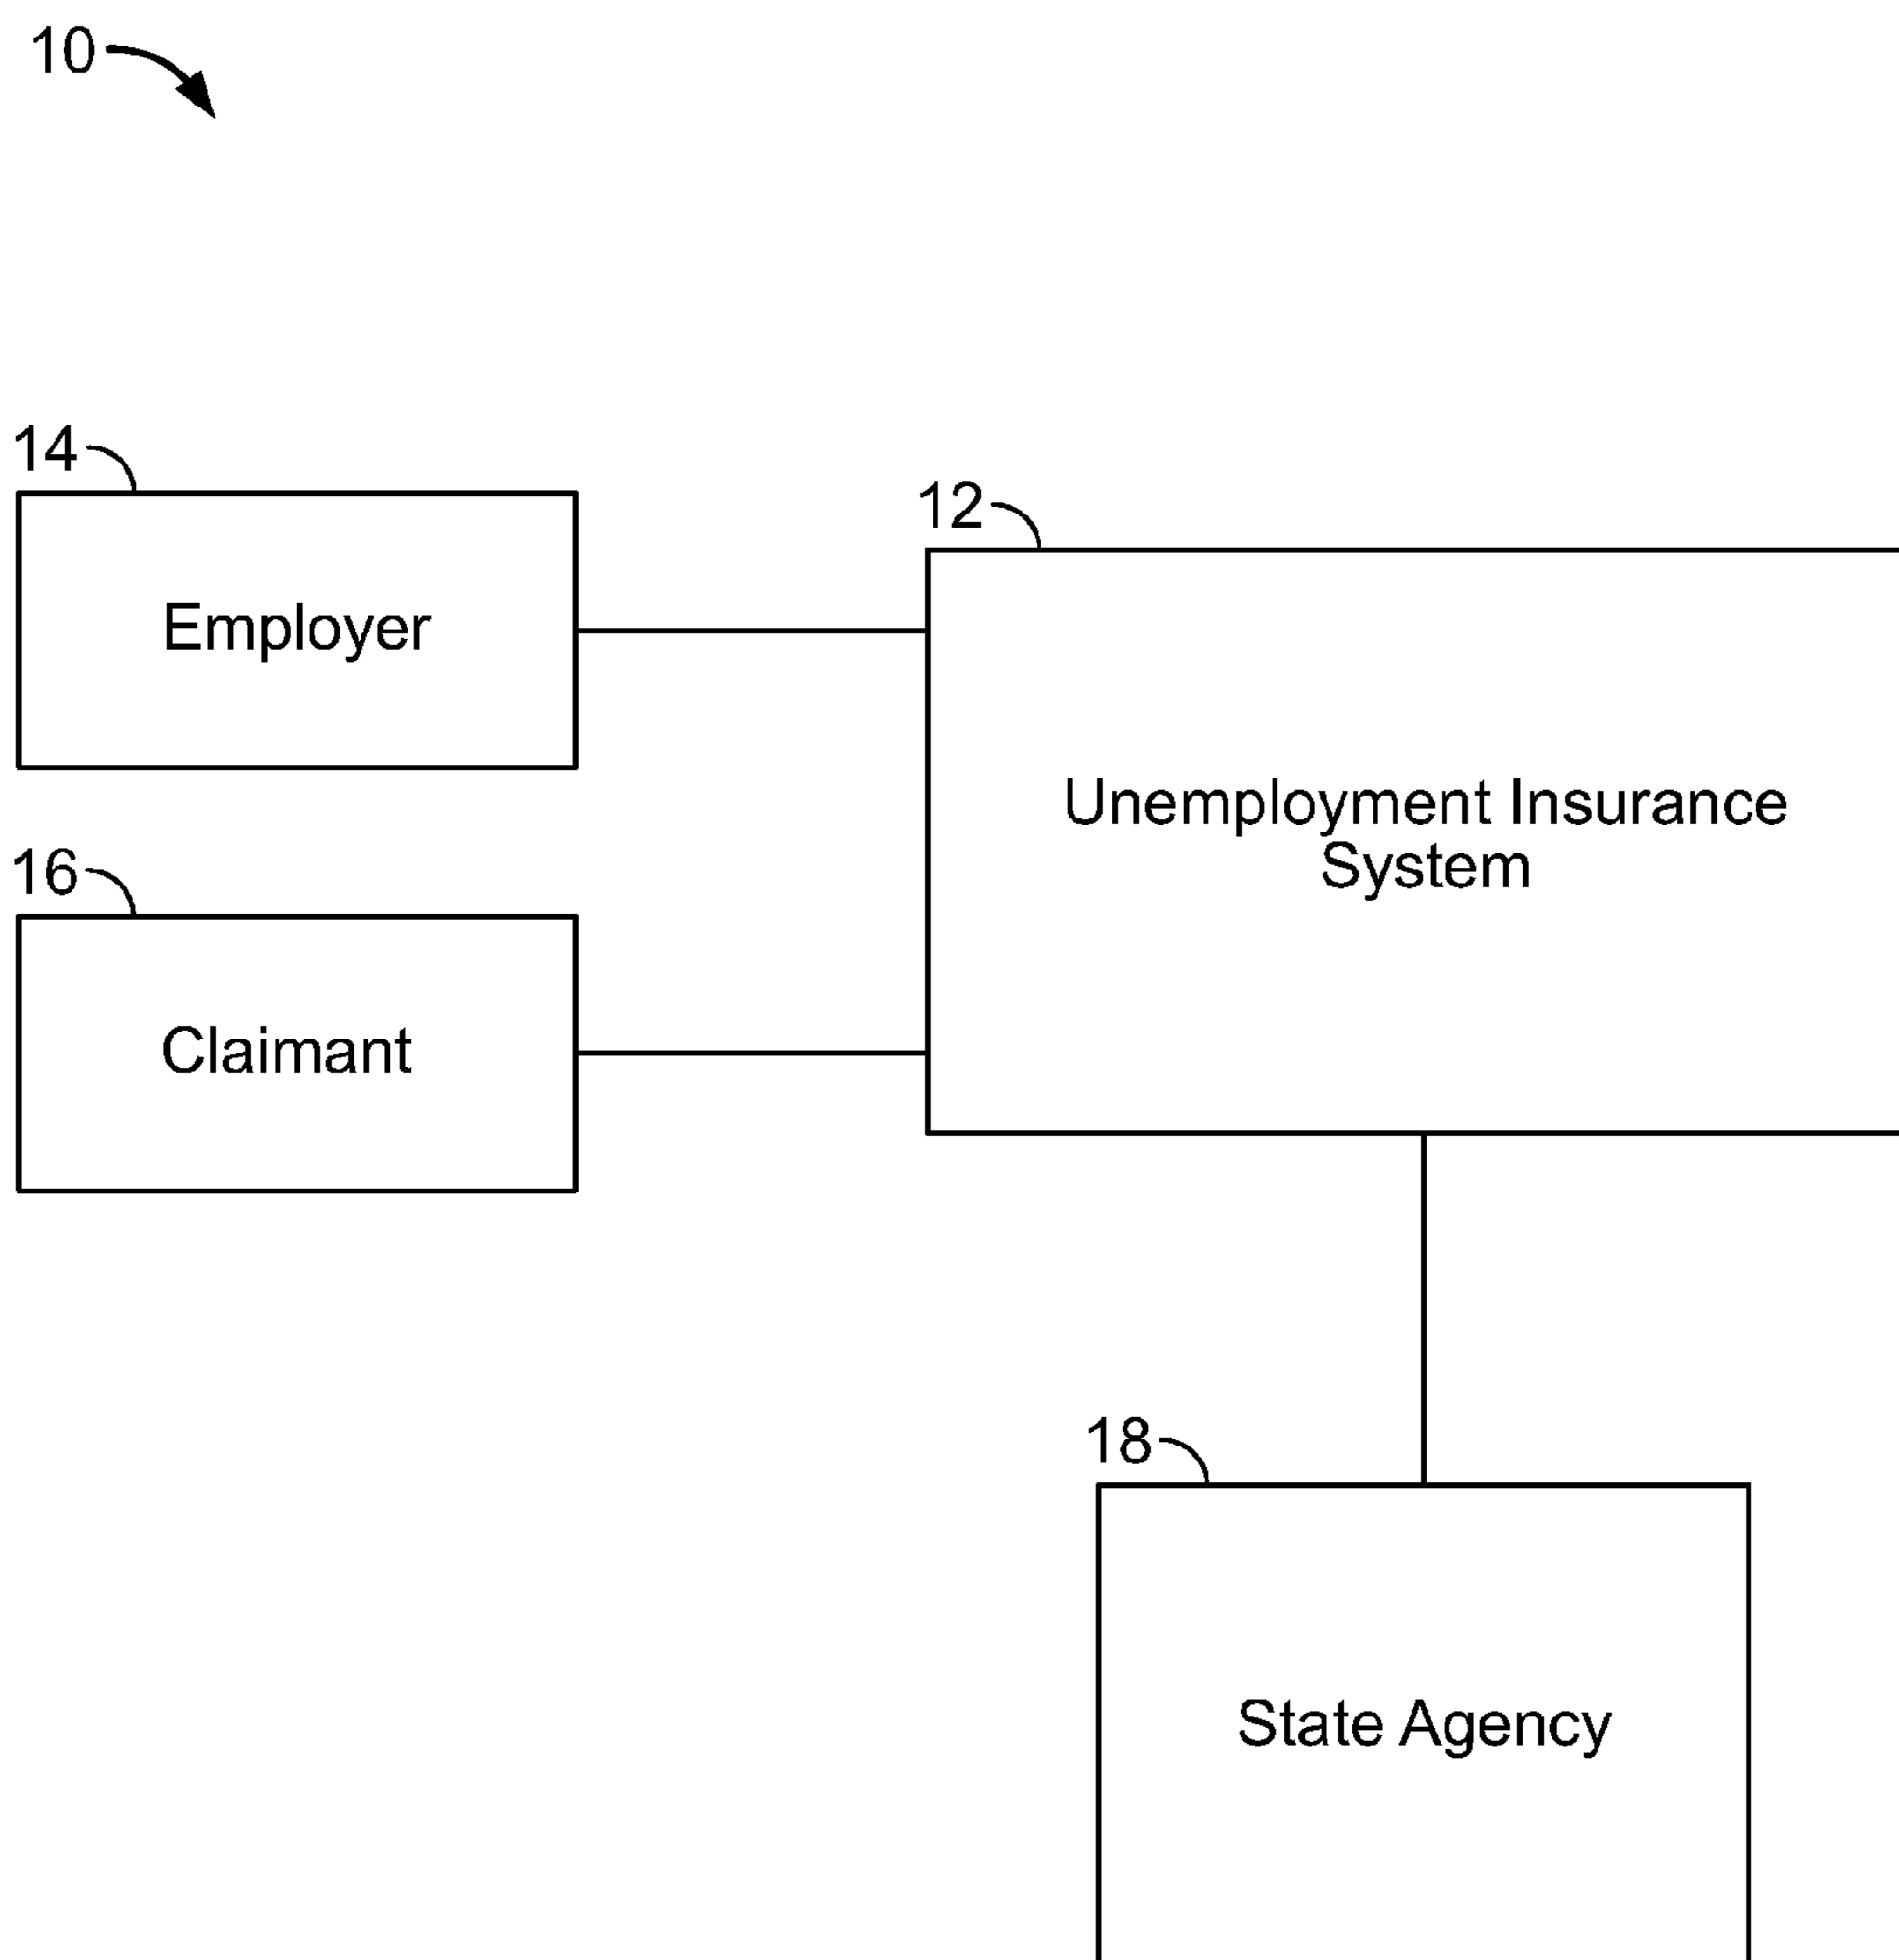 10
14
Employer
12
Unemployment Insurance
System
16
Claimant
18
State Agency